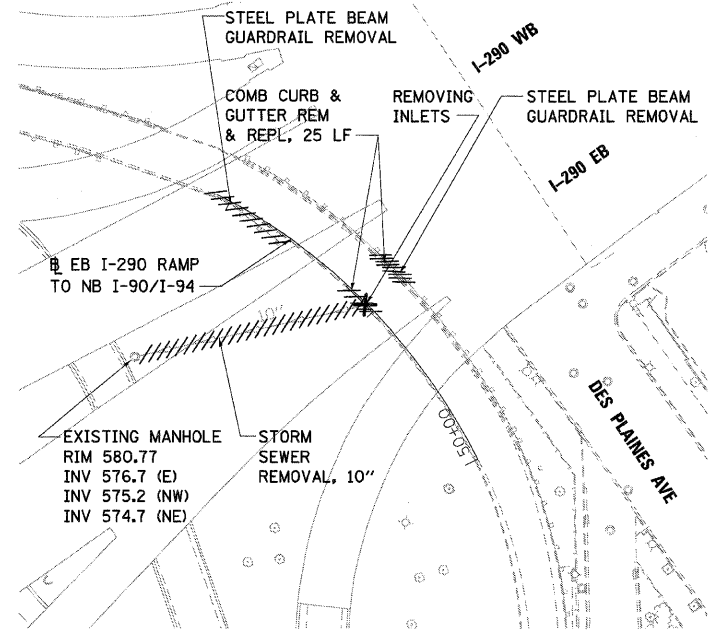 STEEL PLATE BEAM
GUARDRAIL REMOVAL
I-290 WB
COMB CURB &
GUTTER REM
& REPL, 25 LF
REMOVING
INLETS
STEEL PLATE BEAM
GUARDRAIL REMOVAL
I-290 EB
B EB I-290 RAMP
TO NB I-90/I-94
10"
DES PLAINES AVE
50+00
EXISTING MANHOLE
RIM 580.77
INV 576.7 (E)
INV 575.2 (NW)
INV 574.7 (NE)
STORM
SEWER
REMOVAL, 10"